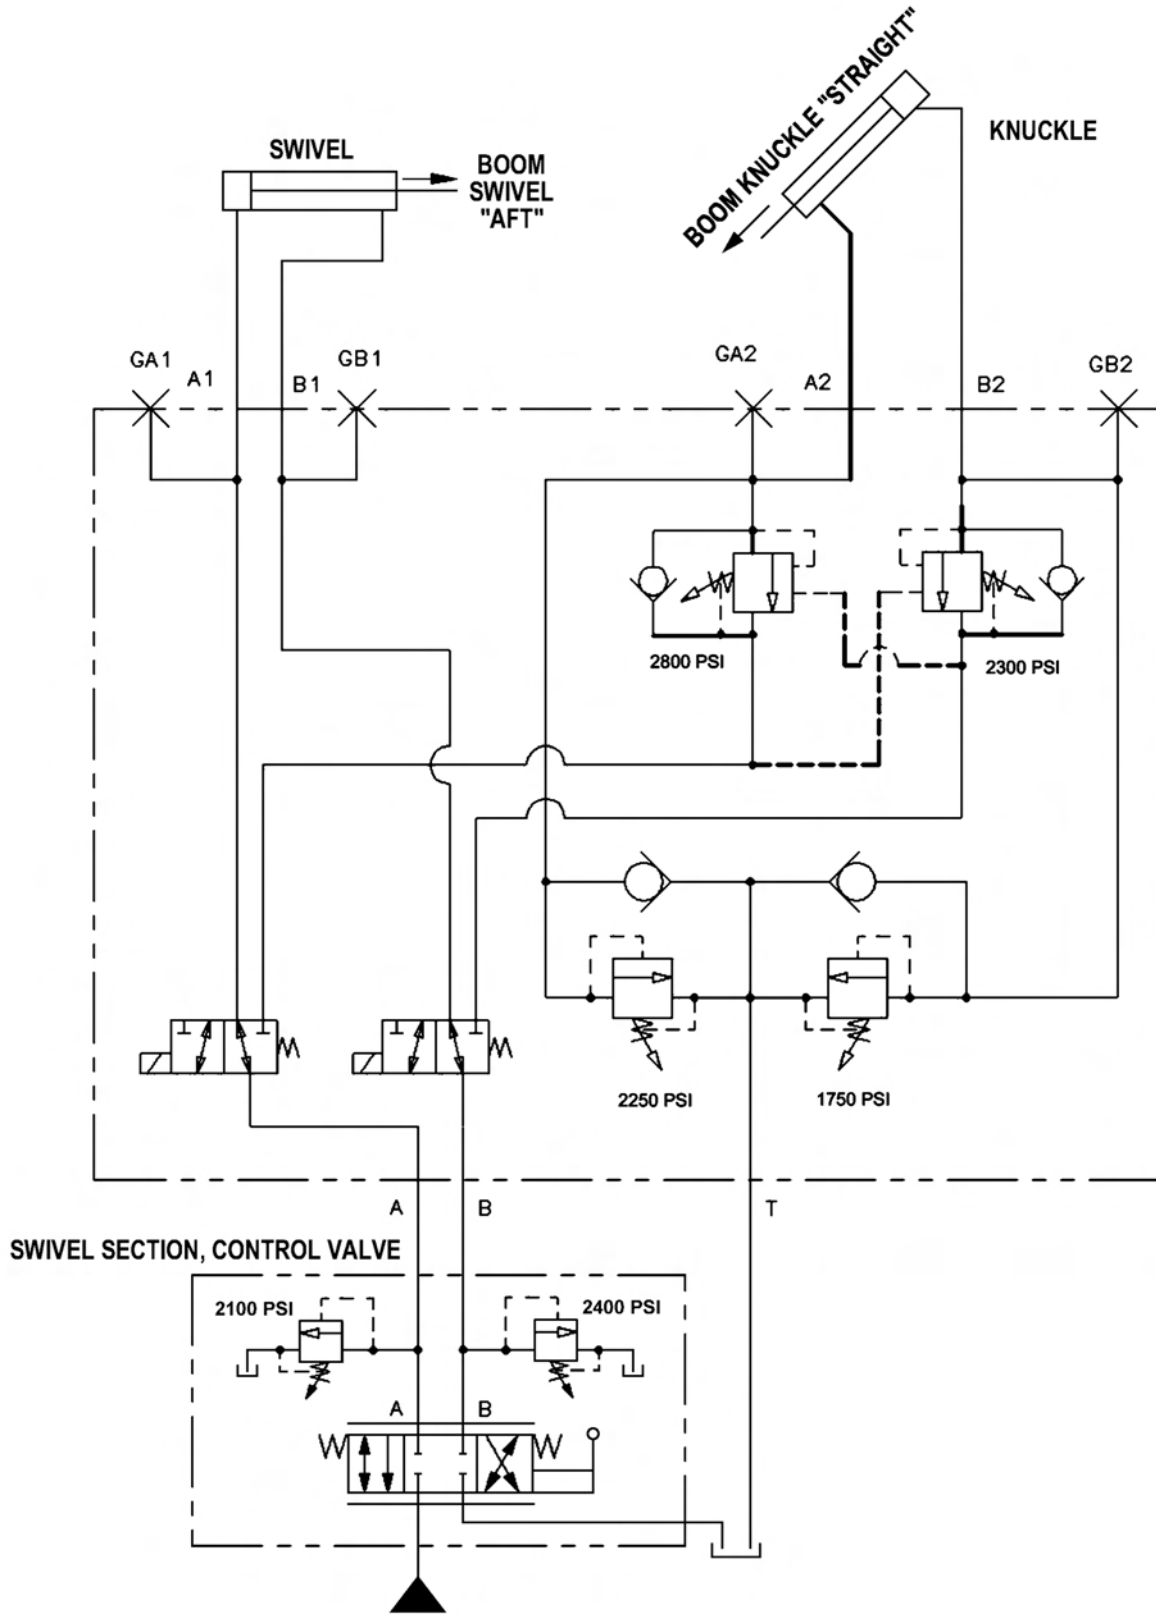 BOOM KNUCKLE "STRAIGHT"
KNUCKLE
SWIVEL
BOOM
SWIVEL
"AFT"
GA1
A1
B1
GB1
GA2
A2
B2
GB2
2800 PSI
2300 PSI
2250 PSI
1750 PSI
A
B
T
SWIVEL SECTION, CONTROL VALVE
2100 PSI
2400 PSI
A
B